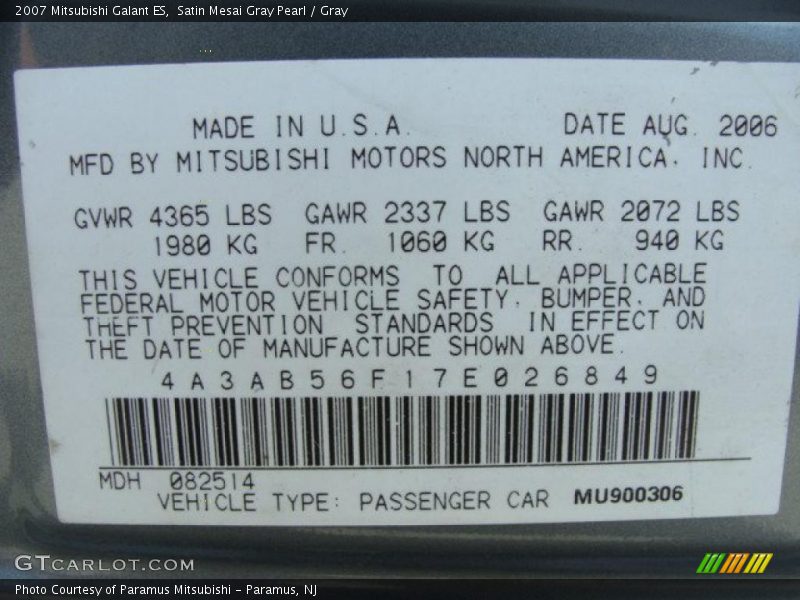 2007 Mitsubishi Galant ES, Satin Mesai Gray Pearl / Gray
MADE IN U.S.A. DATE AUG. 2006
MFD BY MITSUBISHI MOTORS NORTH AMERICA. INC.
GVWR 4365 LBS GAWR 2337 LBS GAWR 2072 LBS
1980 KG FR. 1060 KG RR. 940 KG
THIS VEHICLE CONFORMS TO ALL APPLICABLE
FEDERAL MOTOR VEHICLE SAFETY. BUMPER. AND
THEFT PREVENTION STANDARDS IN EFFECT ON
THE DATE OF MANUFACTURE SHOWN ABOVE.
4A3AB56F17E026849
MDH 082514
VEHICLE TYPE: PASSENGER CAR MU900306
GTCARLOT.COM
Photo Courtesy of Paramus Mitsubishi - Paramus, NJ